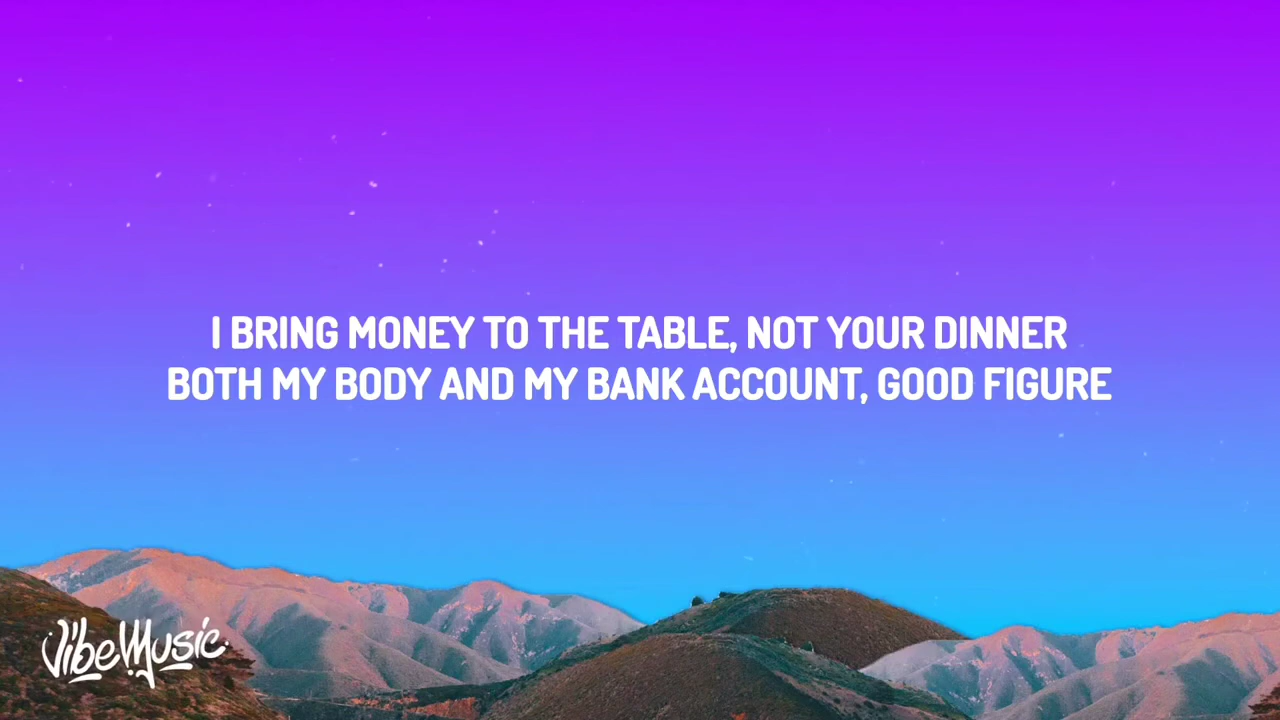 I BRING MONEY TO THE TABLE, NOT YOUR DINNER
BOTH MY BODY AND MY BANK ACCOUNT, GOOD FIGURE
VibeMusic